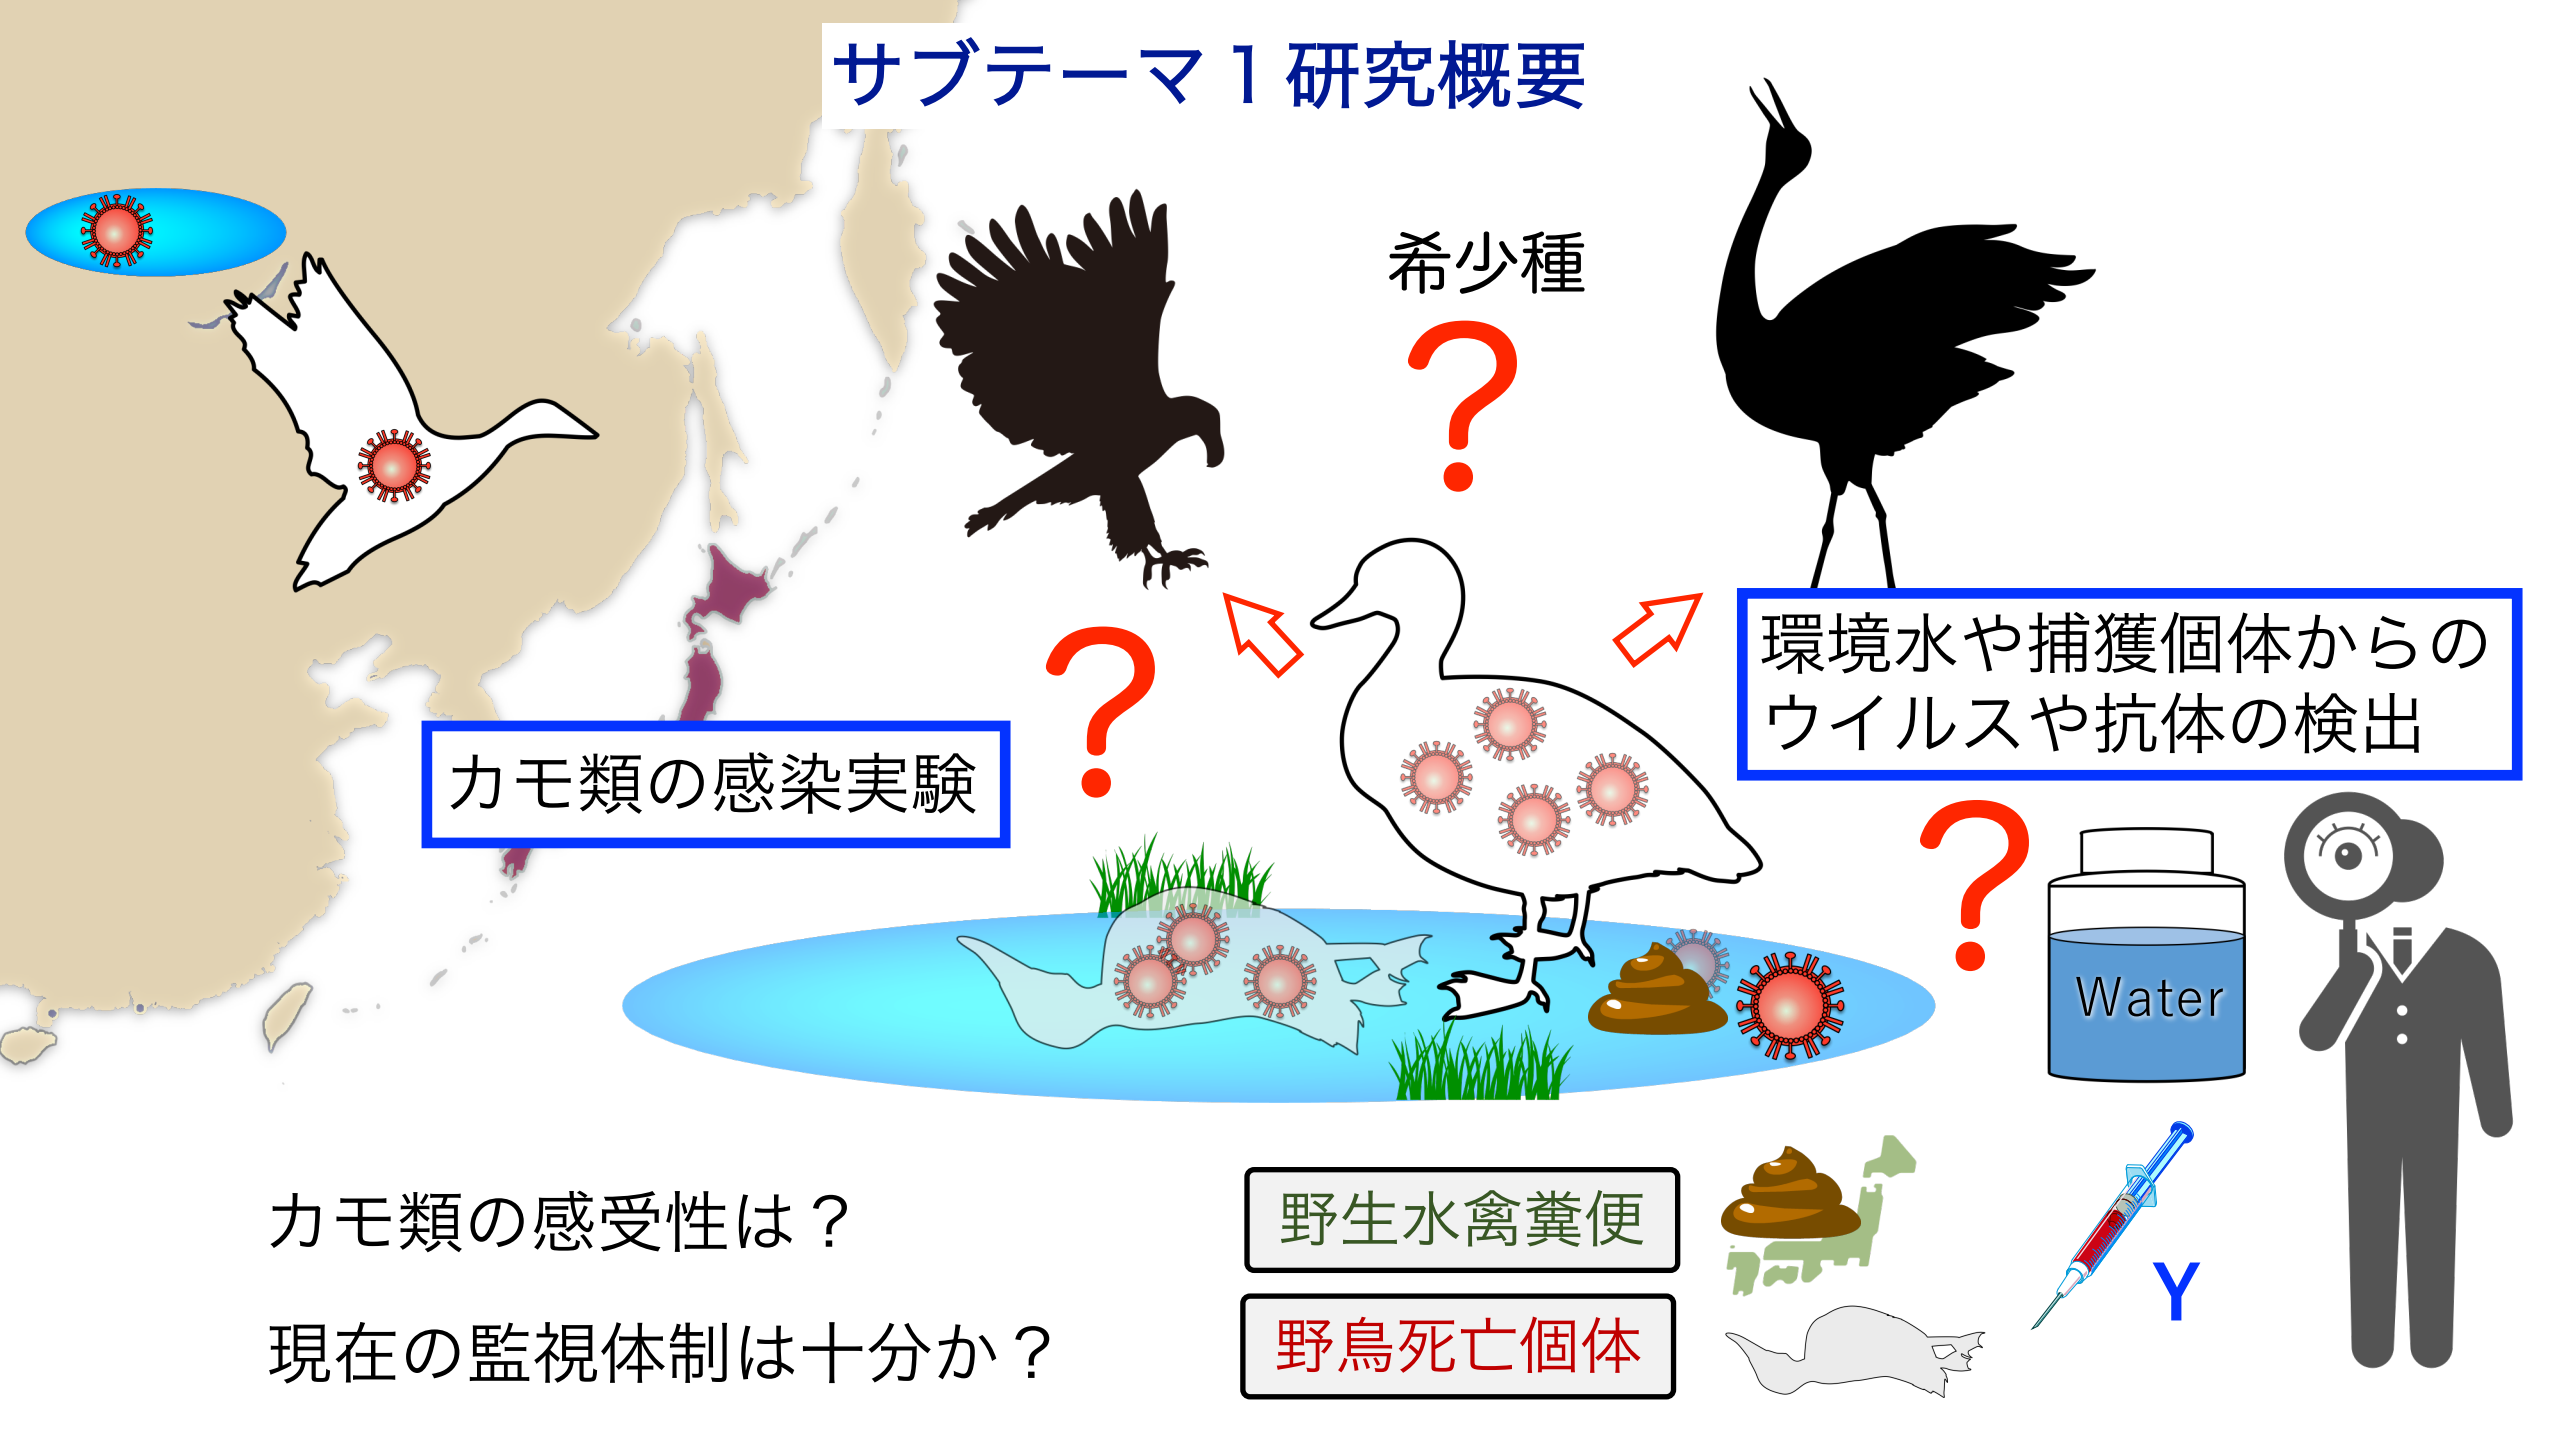 サブテーマ１研究概要
希少種
？
？
環境水や捕獲個体からの
ウイルスや抗体の検出
カモ類の感染実験
？
Water
カモ類の感受性は？
野生水禽糞便
Y
現在の監視体制は十分か？
野鳥死亡個体